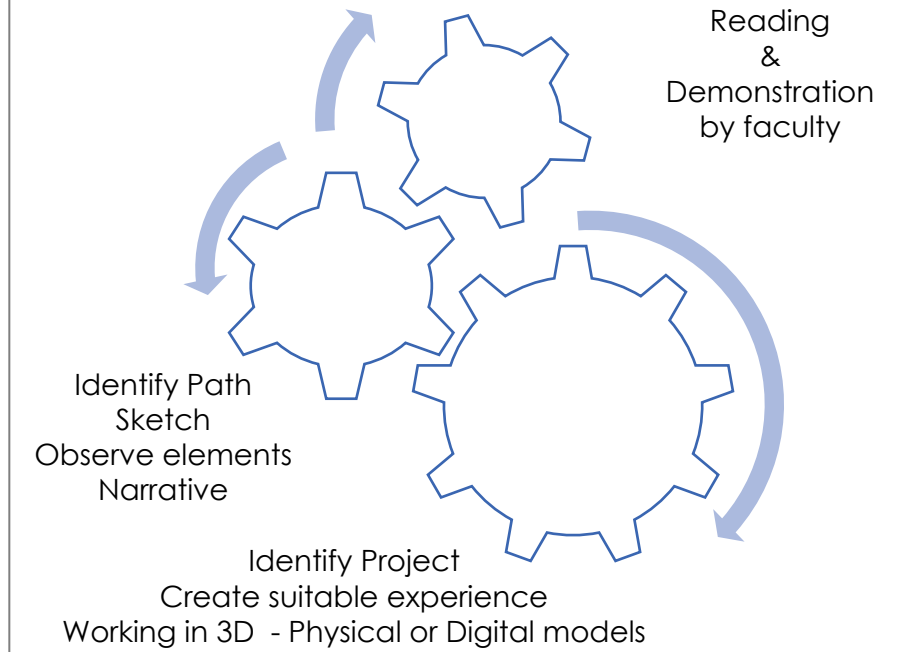 Reading
&
Demonstration
by faculty
Identify Path
Sketch
Observe elements
Narrative
Identify Project
Create suitable experience
Working in 3D - Physical or Digital models